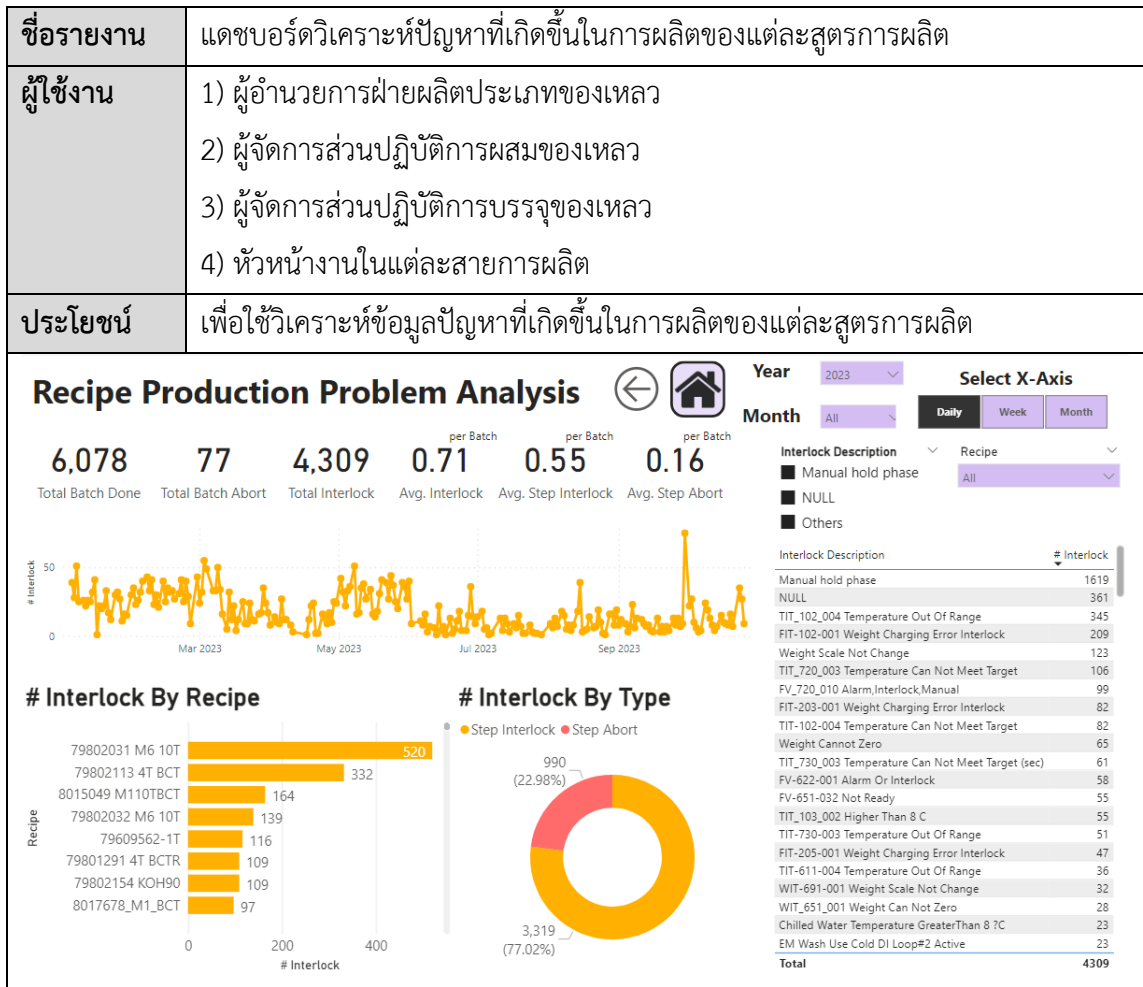 ชื่อรายงาน แดชบอร์ดวิเคราะห์ปัญหาที่เกิดขึ้นในการผลิตของแต่ละสูตรการผลิต
ผู้ใช้งาน 1) ผู้อำนวยการฝ่ายผลิตประเภทของเหลว
2) ผู้จัดการส่วนปฏิบัติการผสมของเหลว
3) ผู้จัดการส่วนปฏิบัติการบรรจุของเหลว
4) หัวหน้างานในแต่ละสายการผลิต
ประโยชน์ เพื่อใช้วิเคราะห์ข้อมูลปัญหาที่เกิดขึ้นในการผลิตของแต่ละสูตรการผลิต
Recipe Production Problem Analysis
Year 2023
Month All
Select X-Axis
Daily Week Month
per Batch per Batch per Batch
6,078 77 4,309 0.71 0.55 0.16
Total Batch Done Total Batch Abort Total Interlock Avg. Interlock Avg. Step Interlock Avg. Step Abort
Interlock Description
Manual hold phase
NULL
Others
Recipe
All
# Interlock
50
0
Mar 2023 May 2023 Jul 2023 Sep 2023
# Interlock By Recipe
Recipe
79802031 M6 10T 520
79802113 4T BCT 332
8015049 M110TBCT 164
79802032 M6 10T 139
79609562-1T 116
79801291 4T BCTR 109
79802154 KOH90 109
8017678_M1_BCT 97
0 200 400
# Interlock
# Interlock By Type
Step Interlock Step Abort
990
(22.98%)
3,319
(77.02%)
Interlock Description # Interlock
Manual hold phase 1619
NULL 361
TIT_102_004 Temperature Out Of Range 345
FIT-102-001 Weight Charging Error Interlock 209
Weight Scale Not Change 123
TIT_720_003 Temperature Can Not Meet Target 106
FV_720_010 Alarm,Interlock,Manual 99
FIT-203-001 Weight Charging Error Interlock 82
TIT-102-004 Temperature Can Not Meet Target 82
Weight Cannot Zero 65
TIT_730_003 Temperature Can Not Meet Target (sec) 61
FV-622-001 Alarm Or Interlock 58
FV-651-032 Not Ready 55
TIT_103_002 Higher Than 8 C 55
TIT-730-003 Temperature Out Of Range 51
FIT-205-001 Weight Charging Error Interlock 47
TIT-611-004 Temperature Out Of Range 36
WIT-691-001 Weight Scale Not Change 32
WIT_651_001 Weight Can Not Zero 28
Chilled Water Temperature GreaterThan 8 ?C 23
EM Wash Use Cold DI Loop#2 Active 23
Total 4309